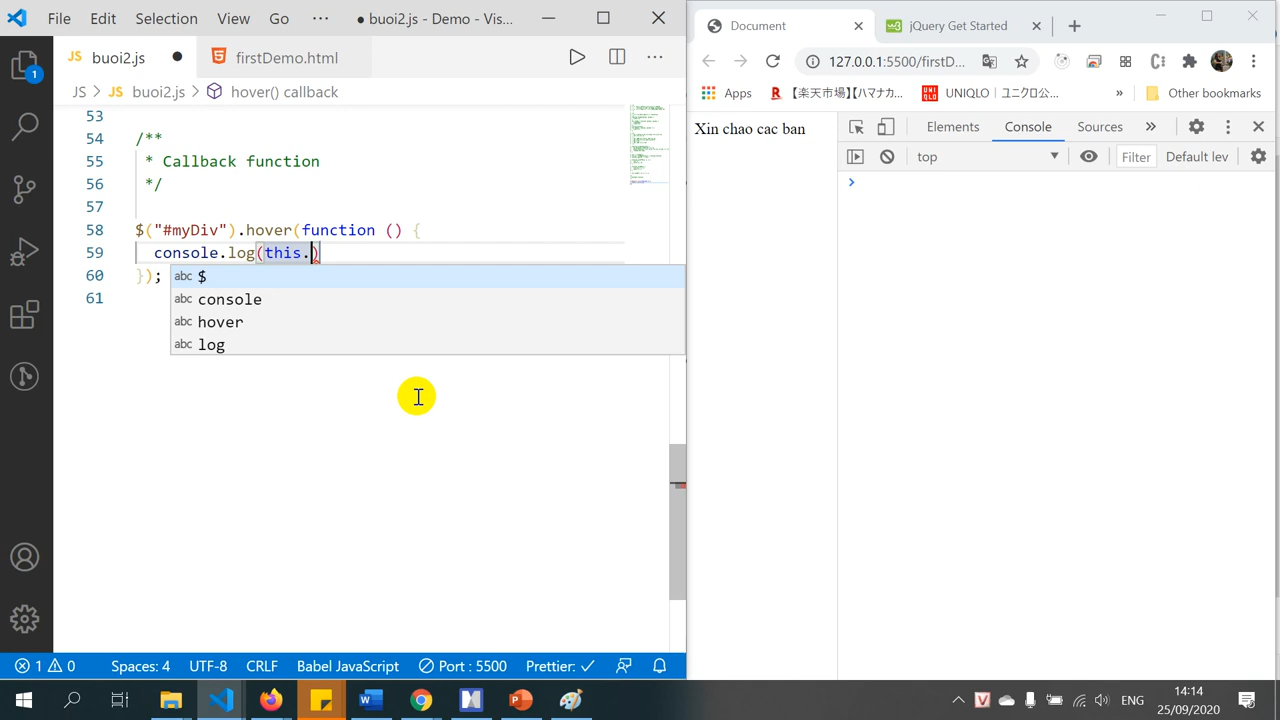 File Edit Selection View Go ··· ● buoi2.js - Demo - Vis...
JS buoi2.js ● firstDemo.html ···
JS > JS buoi2.js > hover() callback
53
54 /**
55 * Callback function
56 */
57
58 $("#myDiv").hover(function () {
59 console.log(this.)
60 });
61
abc $
abc console
abc hover
abc log
1
1 0 Spaces: 4 UTF-8 CRLF Babel JavaScript Port : 5500 Prettier: ✓
Document jQuery Get Started
127.0.0.1:5500/firstD...
Apps 【楽天市場】【ハマナカ... UNIQLO | ユニクロ公... » Other bookmarks
Xin chao cac ban
Elements Console Sources
top Filter Default lev
>
ENG
14:14
25/09/2020